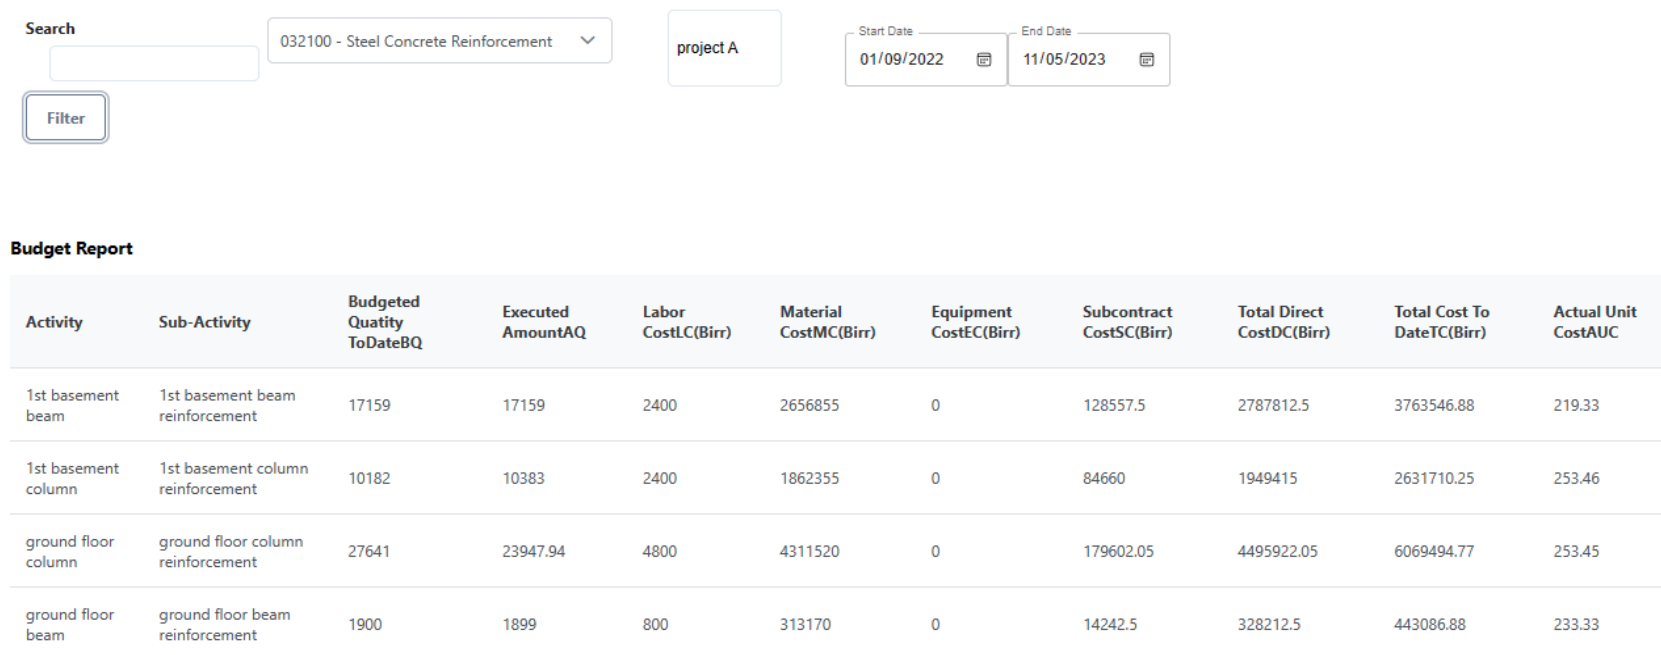 Search
032100 - Steel Concrete Reinforcement
project A
Start Date
01/09/2022
End Date
11/05/2023
Filter
Budget Report
Activity
Sub-Activity
Budgeted
Quatity
ToDateBQ
Executed
AmountAQ
Labor
CostLC(Birr)
Material
CostMC(Birr)
Equipment
CostEC(Birr)
Subcontract
CostSC(Birr)
Total Direct
CostDC(Birr)
Total Cost To
DateTC(Birr)
Actual Unit
CostAUC
1st basement
beam
1st basement beam
reinforcement
17159
17159
2400
2656855
0
128557.5
2787812.5
3763546.88
219.33
1st basement
column
1st basement column
reinforcement
10182
10383
2400
1862355
0
84660
1949415
2631710.25
253.46
ground floor
column
ground floor column
reinforcement
27641
23947.94
4800
4311520
0
179602.05
4495922.05
6069494.77
253.45
ground floor
beam
ground floor beam
reinforcement
1900
1899
800
313170
0
14242.5
328212.5
443086.88
233.33